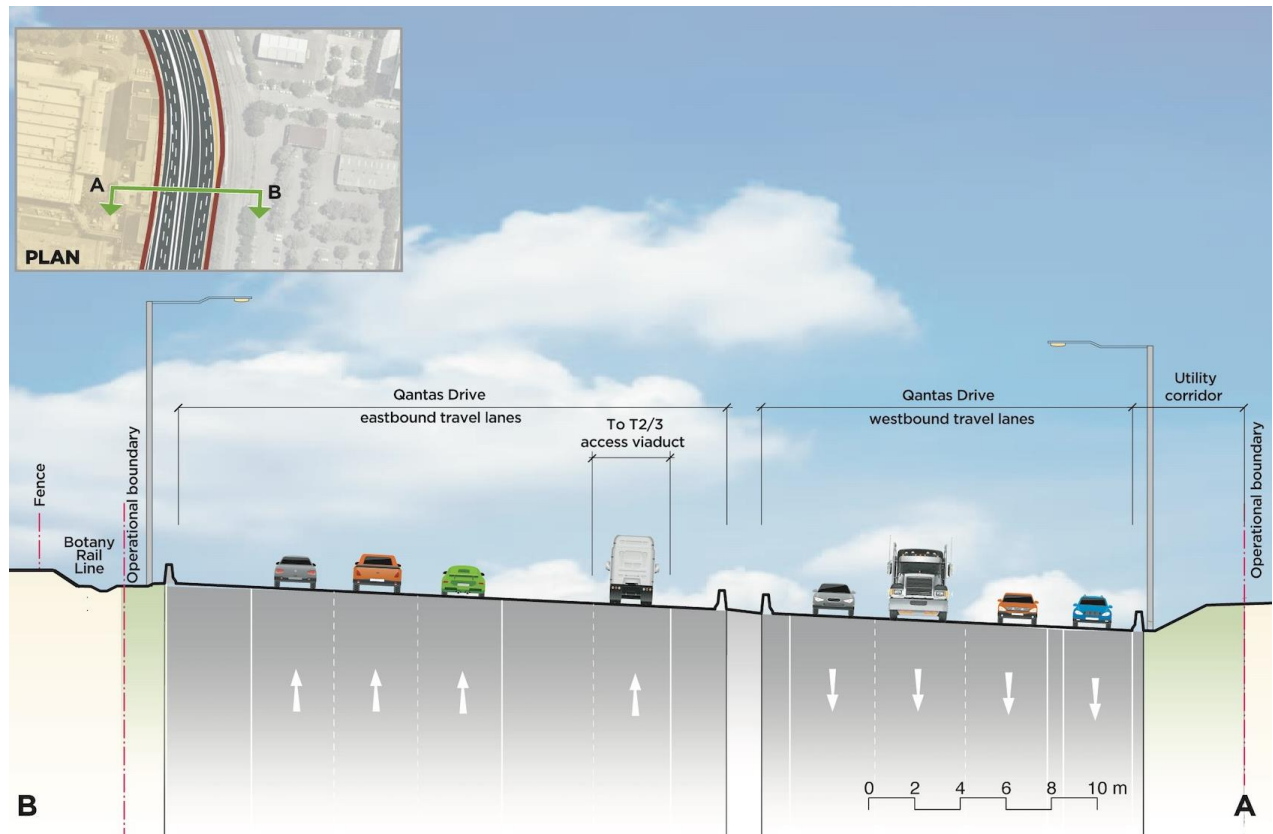 A
B
PLAN
Qantas Drive
eastbound travel lanes
To T2/3
access viaduct
Qantas Drive
westbound travel lanes
Utility
corridor
Fence
Botany
Rail
Line
Operational boundary
Operational boundary
0 2 4 6 8 10 m
B
A